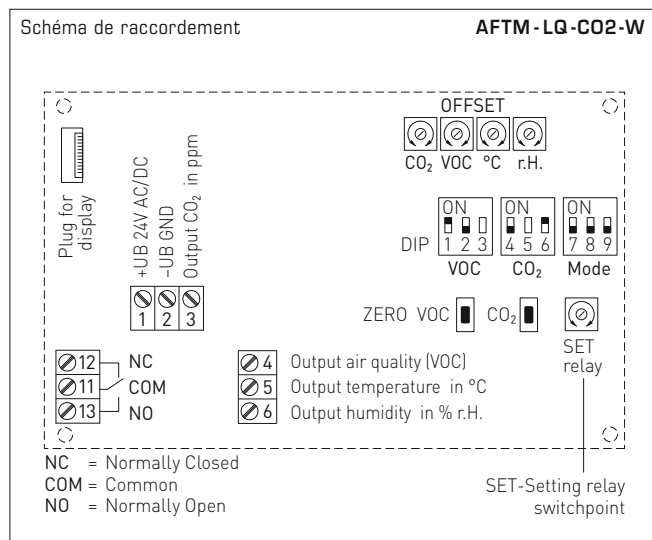 Schéma de raccordement
AFTM-LQ-CO2-W
OFFSET
CO₂ VOC °C r.H.
Plug for
display
+UB 24V AC/DC
–UB GND
Output CO₂ in ppm
1 2 3
ON ON ON
DIP 1 2 3 4 5 6 7 8 9
VOC CO₂ Mode
ZERO VOC CO₂
SET
relay
12 NC
11 COM
13 NO
4 Output air quality (VOC)
5 Output temperature in °C
6 Output humidity in % r.H.
NC = Normally Closed
COM = Common
NO = Normally Open
SET-Setting relay
switchpoint